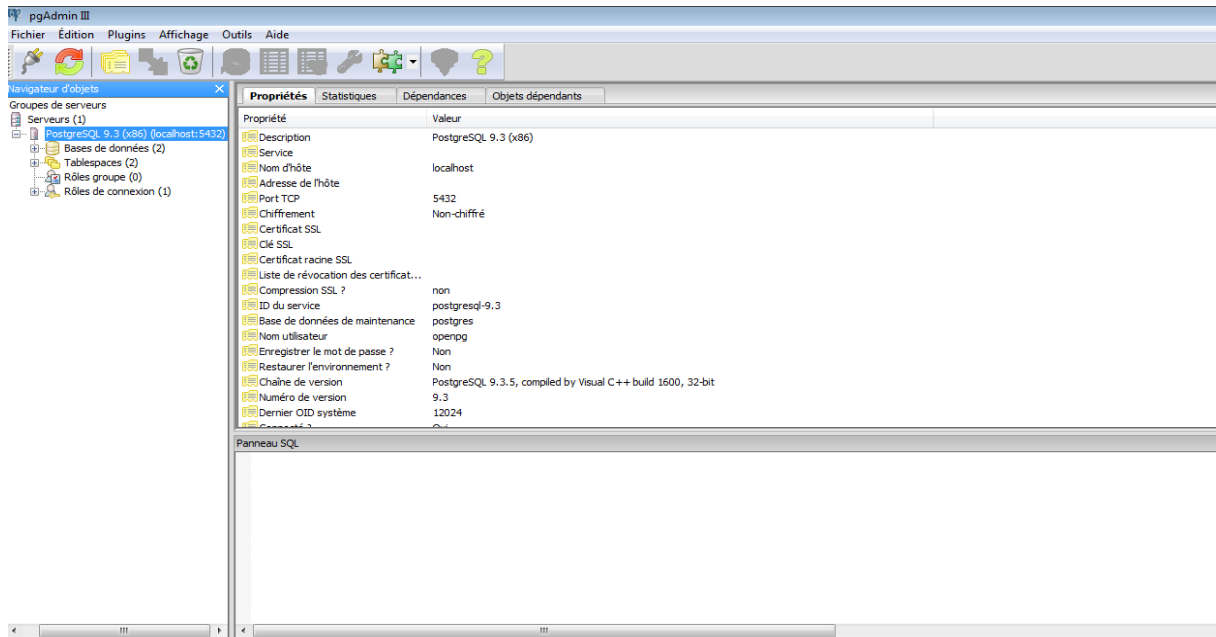 pgAdmin III
Fichier Édition Plugins Affichage Outils Aide
Navigateur d'objets
Groupes de serveurs
Serveurs (1)
PostgreSQL 9.3 (x86) (localhost:5432)
Bases de données (2)
Tablespaces (2)
Rôles groupe (0)
Rôles de connexion (1)
Propriétés Statistiques Dépendances Objets dépendants
Propriété Valeur
Description PostgreSQL 9.3 (x86)
Service
Nom d'hôte localhost
Adresse de l'hôte
Port TCP 5432
Chiffrement Non-chiffré
Certificat SSL
Clé SSL
Certificat racine SSL
Liste de révocation des certificat...
Compression SSL ? non
ID du service postgresql-9.3
Base de données de maintenance postgres
Nom utilisateur openpg
Enregistrer le mot de passe ? Non
Restaurer l'environnement ? Non
Chaîne de version PostgreSQL 9.3.5, compiled by Visual C++ build 1600, 32-bit
Numéro de version 9.3
Dernier OID système 12024
Connecté ? Oui
Panneau SQL